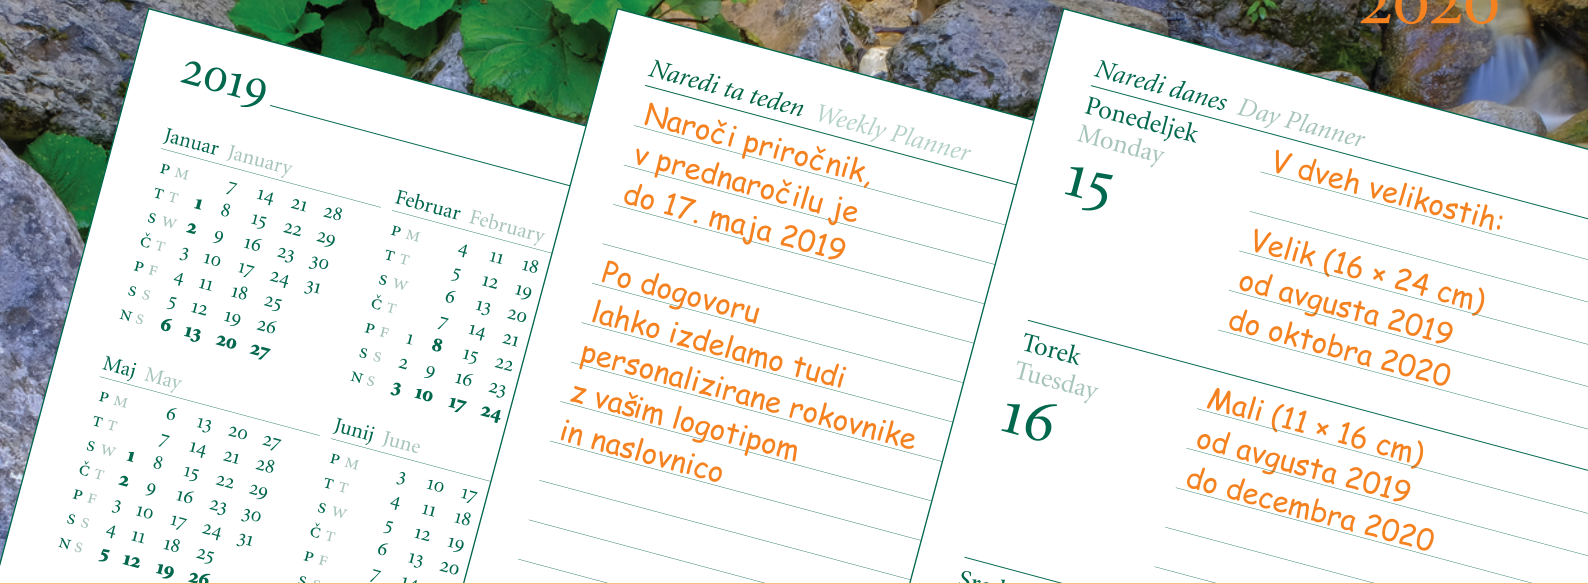 2020
2019
Januar January
P M 7 14 21 28
T T 1 8 15 22 29
S W 2 9 16 23 30
Č T 3 10 17 24 31
P F 4 11 18 25
S S 5 12 19 26
N S 6 13 20 27
Februar February
P M 4 11 18
T T 5 12 19
S W 6 13 20
Č T 7 14 21
P F 1 8 15 22
S S 2 9 16 23
N S 3 10 17 24
Maj May
P M 6 13 20 27
T T 7 14 21 28
S W 1 8 15 22 29
Č T 2 9 16 23 30
P F 3 10 17 24 31
S S 4 11 18 25
N S 5 12 19 26
Junij June
P M 3 10 17
T T 4 11 18
S W 5 12 19
Č T 6 13 20
P F 7
S S
Naredi ta teden Weekly Planner
Naroči priročnik,
v prednaročilu je
do 17. maja 2019
Po dogovoru
lahko izdelamo tudi
personalizirane rokovnike
z vašim logotipom
in naslovnico
Naredi danes Day Planner
Ponedeljek
Monday
15
V dveh velikostih:
Velik (16 × 24 cm)
od avgusta 2019
do oktobra 2020
Torek
Tuesday
16
Mali (11 × 16 cm)
od avgusta 2019
do decembra 2020